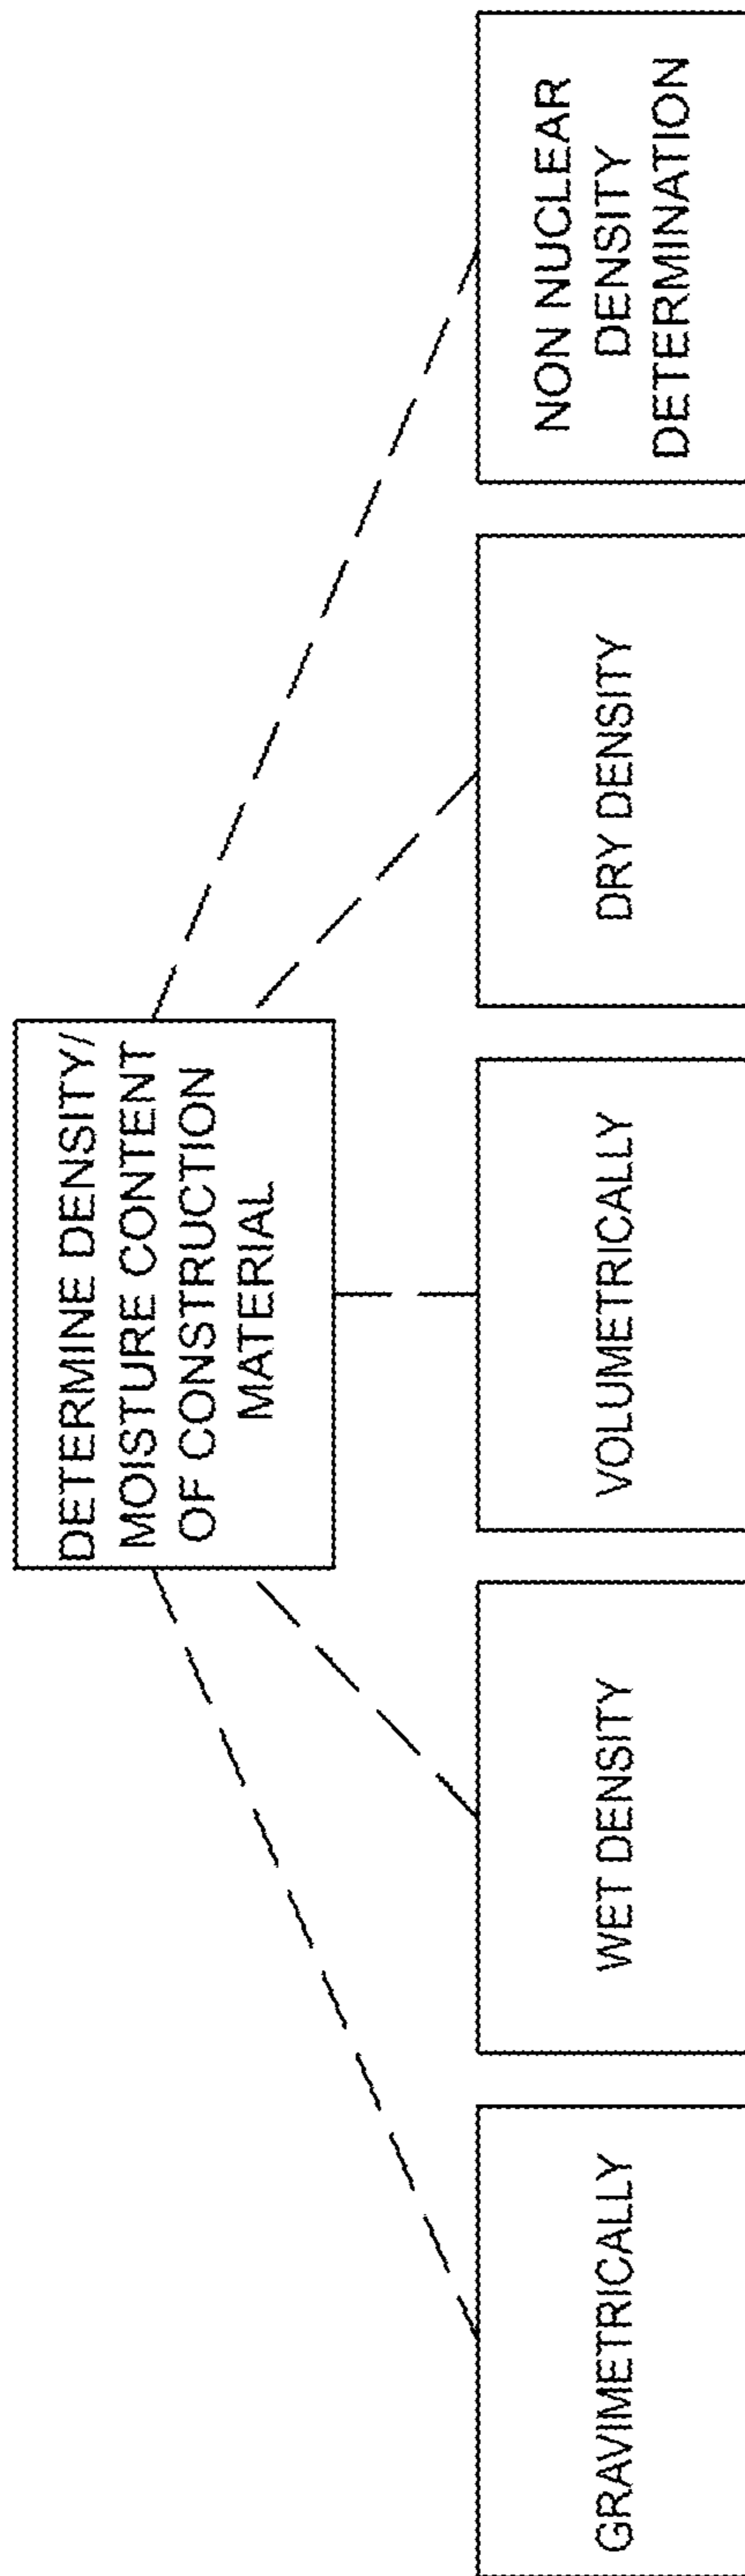 DETERMINE DENSITY/
MOISTURE CONTENT
OF CONSTRUCTION
MATERIAL
GRAVIMETRICALLY
WET DENSITY
VOLUMETRICALLY
DRY DENSITY
NON NUCLEAR
DENSITY
DETERMINATION